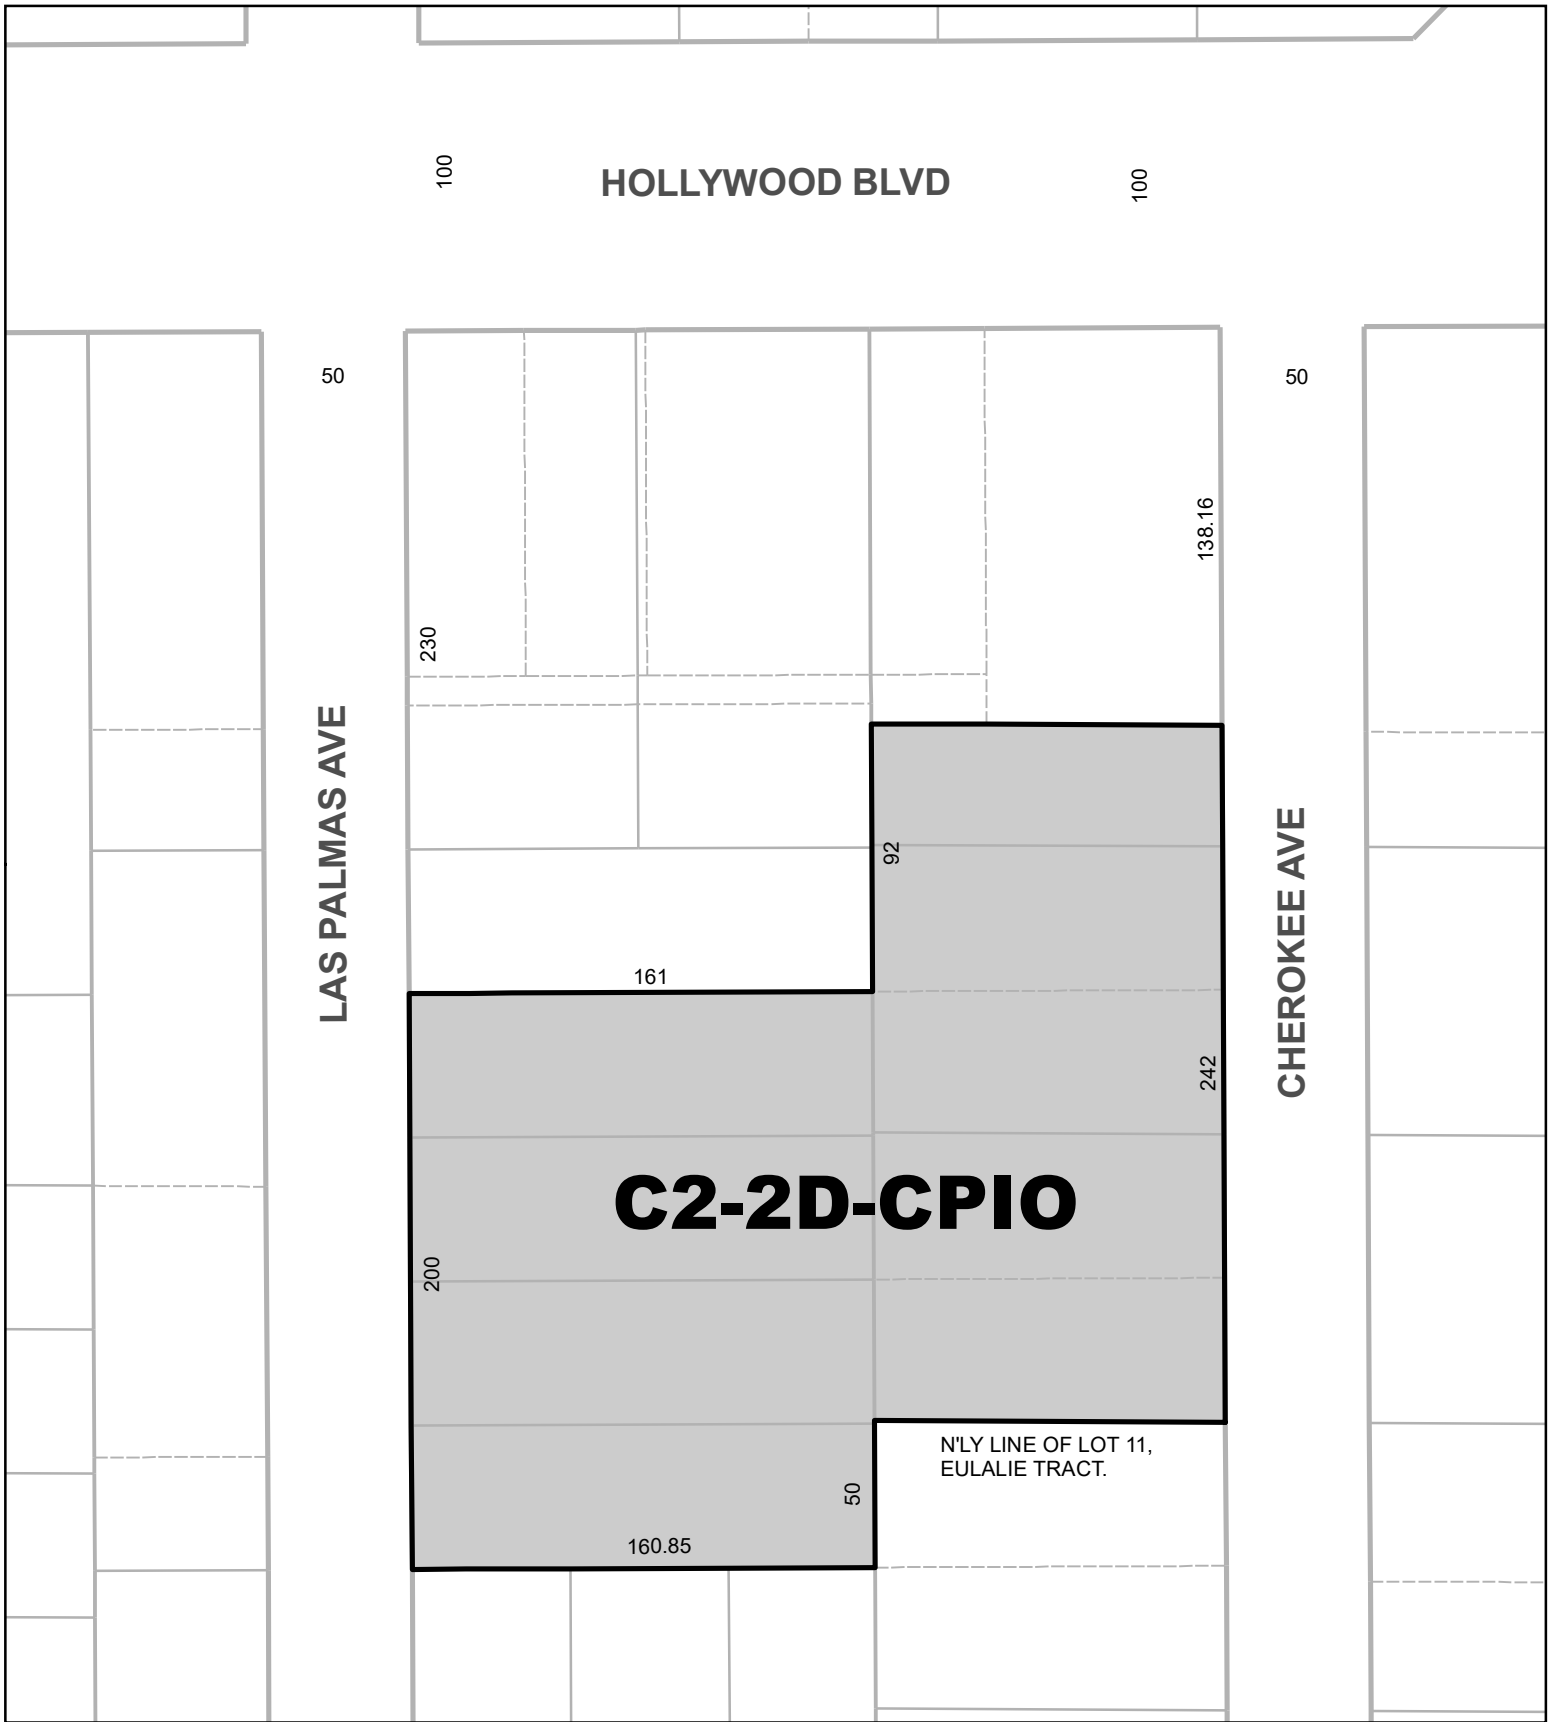 100
HOLLYWOOD BLVD
100
50
50
138.16
230
LAS PALMAS AVE
92
CHEROKEE AVE
161
242
C2-2D-CPIO
200
N'LY LINE OF LOT 11,
EULALIE TRACT.
50
160.85